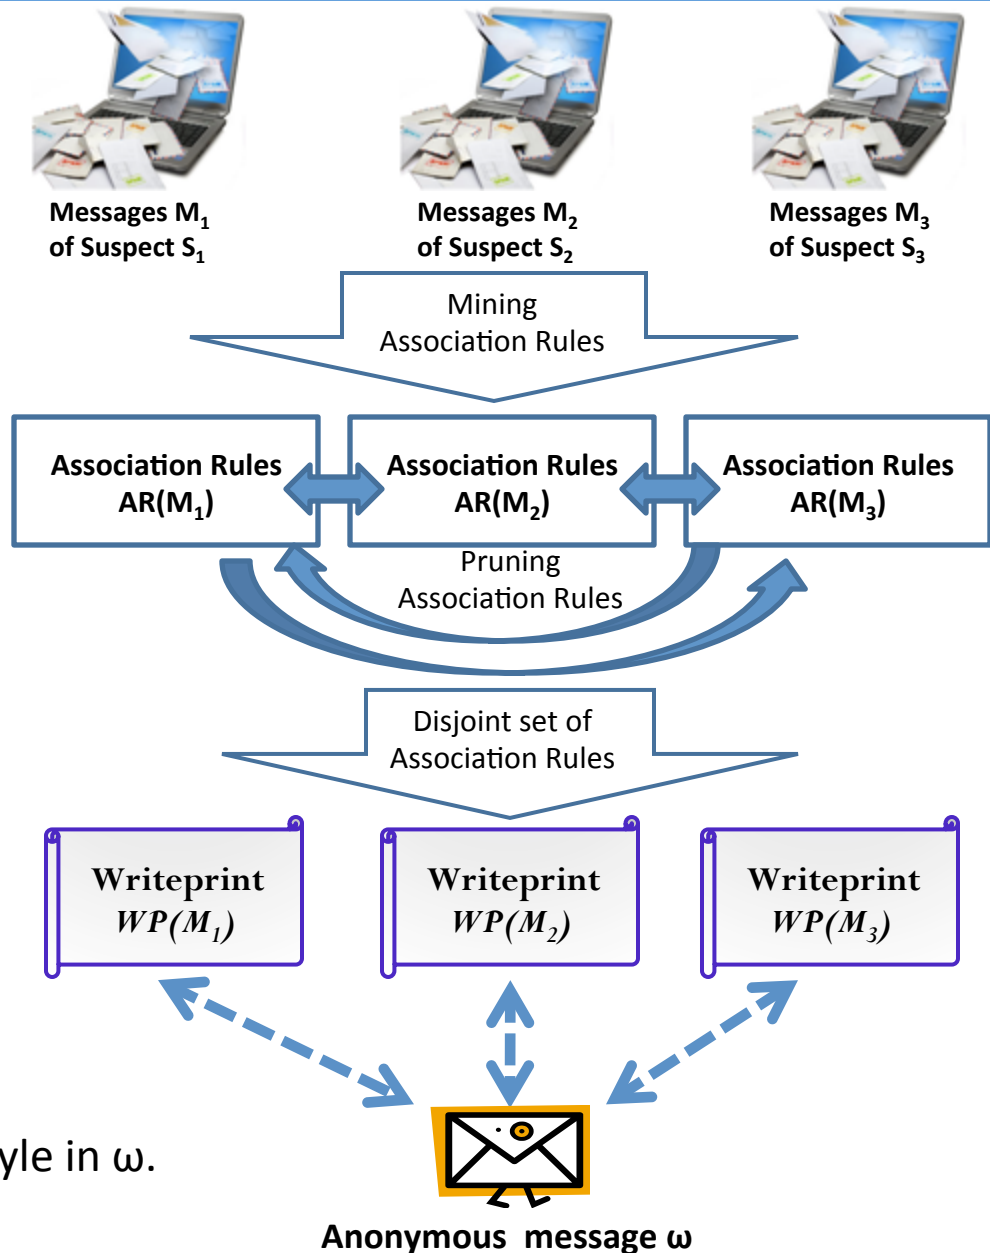 Messages M₁
of Suspect S₁
Messages M₂
of Suspect S₂
Messages M₃
of Suspect S₃
Mining
Association Rules
Association Rules
AR(M₁)
Association Rules
AR(M₂)
Association Rules
AR(M₃)
Pruning
Association Rules
Disjoint set of
Association Rules
Writeprint
WP(M₁)
Writeprint
WP(M₂)
Writeprint
WP(M₃)
yle in ω.
Anonymous message ω